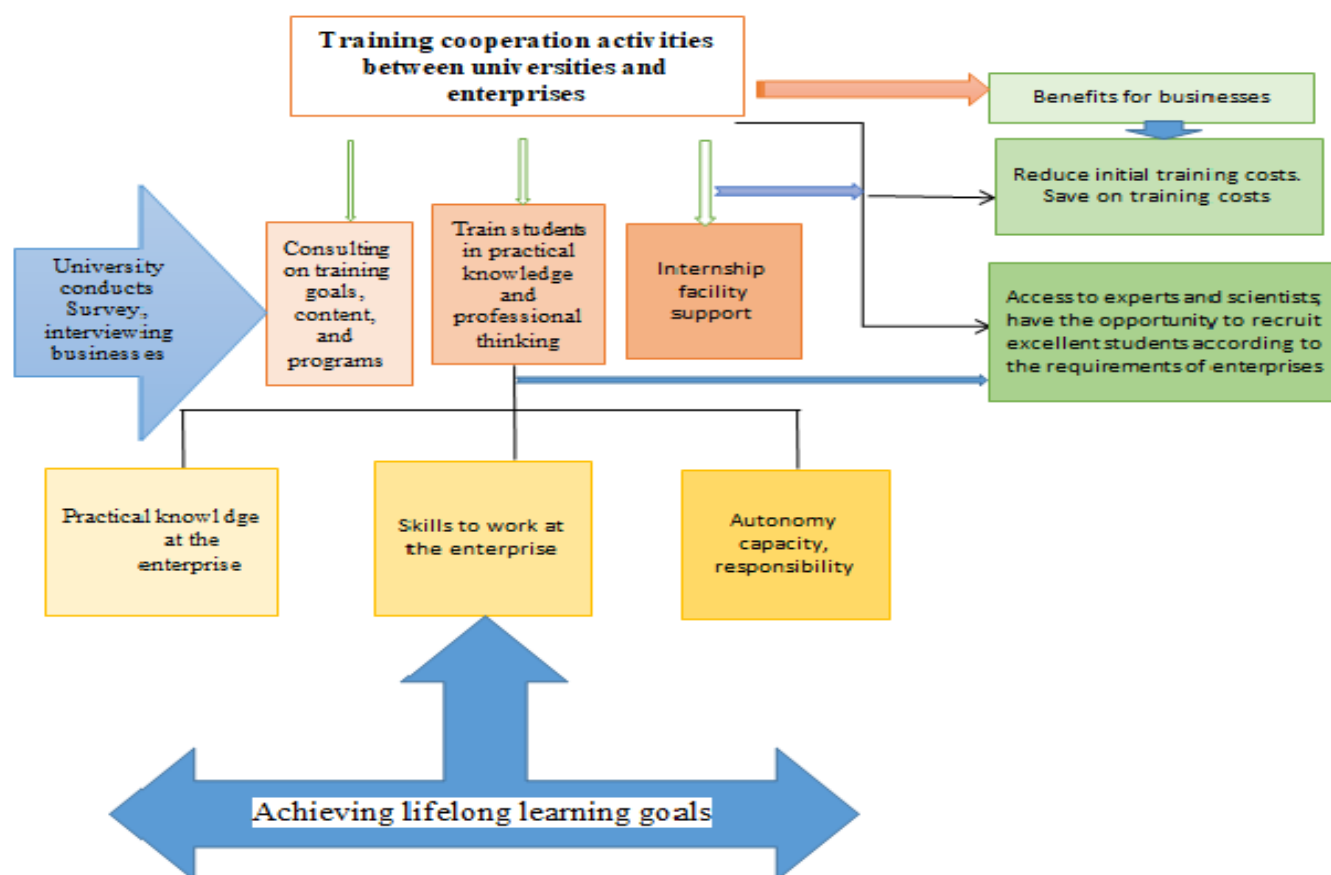 Training cooperation activities
between universities and
enterprises
Benefits for businesses
Reduce initial training costs.
Save on training costs
University
conducts
Survey,
interviewing
businesses
Consulting
on training
goals,
content,
and
programs
Train students
in practical
knowledge
and
professional
thinking
Internship
facility
support
Access to experts and scientists;
have the opportunity to recruit
excellent students according to
the requirements of enterprises
Practical knowl dge
at the
enterprise
Skills to work at
the enterprise
Autonomy
capacity,
responsibility
Achieving lifelong learning goals